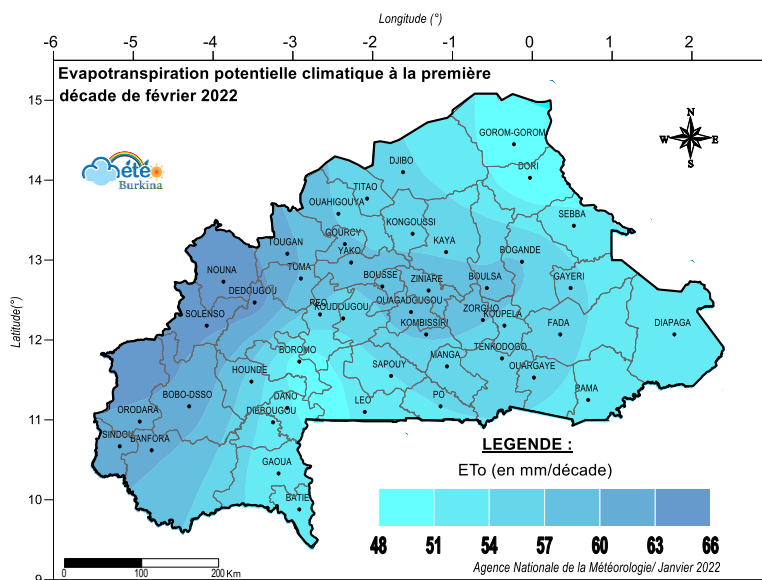 Longitude (°)
-6 -5 -4 -3 -2 -1 0 1 2
Evapotranspiration potentielle climatique à la première
décade de février 2022
15
14
13
12
11
10
9
Latitude(°)
météo
Burkina
N
W E
S
GOROM-GOROM
DJIBO
DORI
TITAO
OUAHIGOUYA
SEBBA
KONGOUSSI
GOURCY
KAYA
TOUGAN
YAKO
BOGANDE
NOUNA
TOMA
BOUSSE
ZINIARE
BOULSA
GAYERI
DEDOUGOU
REO
KOUDOUGOU
OUAGADOUGOU
ZORGHO
KOUPELA
SOLENSO
KOMBISSIRI
FADA
DIAPAGA
BOROMO
MANGA
TENKODOGO
HOUNDE
SAPOUY
OUARGAYE
BOBO-DSSO
DANO
LEO
PO
PAMA
ORODARA
DIEBOUGOU
SINDOU
BANFORA
GAOUA
BATIE
LEGENDE :
ETo (en mm/décade)
48 51 54 57 60 63 66
Agence Nationale de la Météorologie/ Janvier 2022
0 100 200 Km